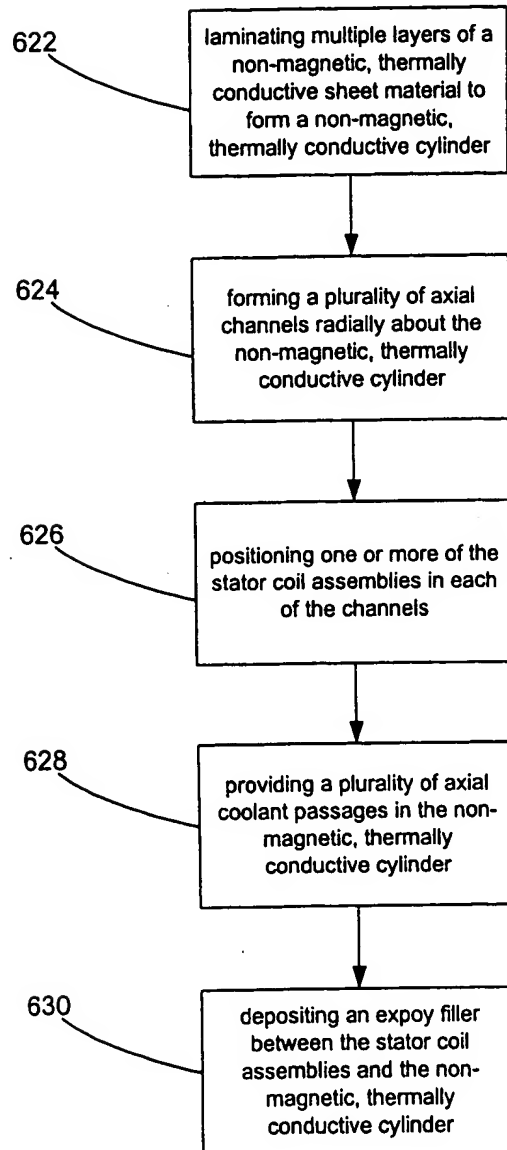 622
laminating multiple layers of a
non-magnetic, thermally
conductive sheet material to
form a non-magnetic,
thermally conductive cylinder
624
forming a plurality of axial
channels radially about the
non-magnetic, thermally
conductive cylinder
626
positioning one or more of the
stator coil assemblies in each
of the channels
628
providing a plurality of axial
coolant passages in the non-
magnetic, thermally
conductive cylinder
630
depositing an expoy filler
between the stator coil
assemblies and the non-
magnetic, thermally
conductive cylinder